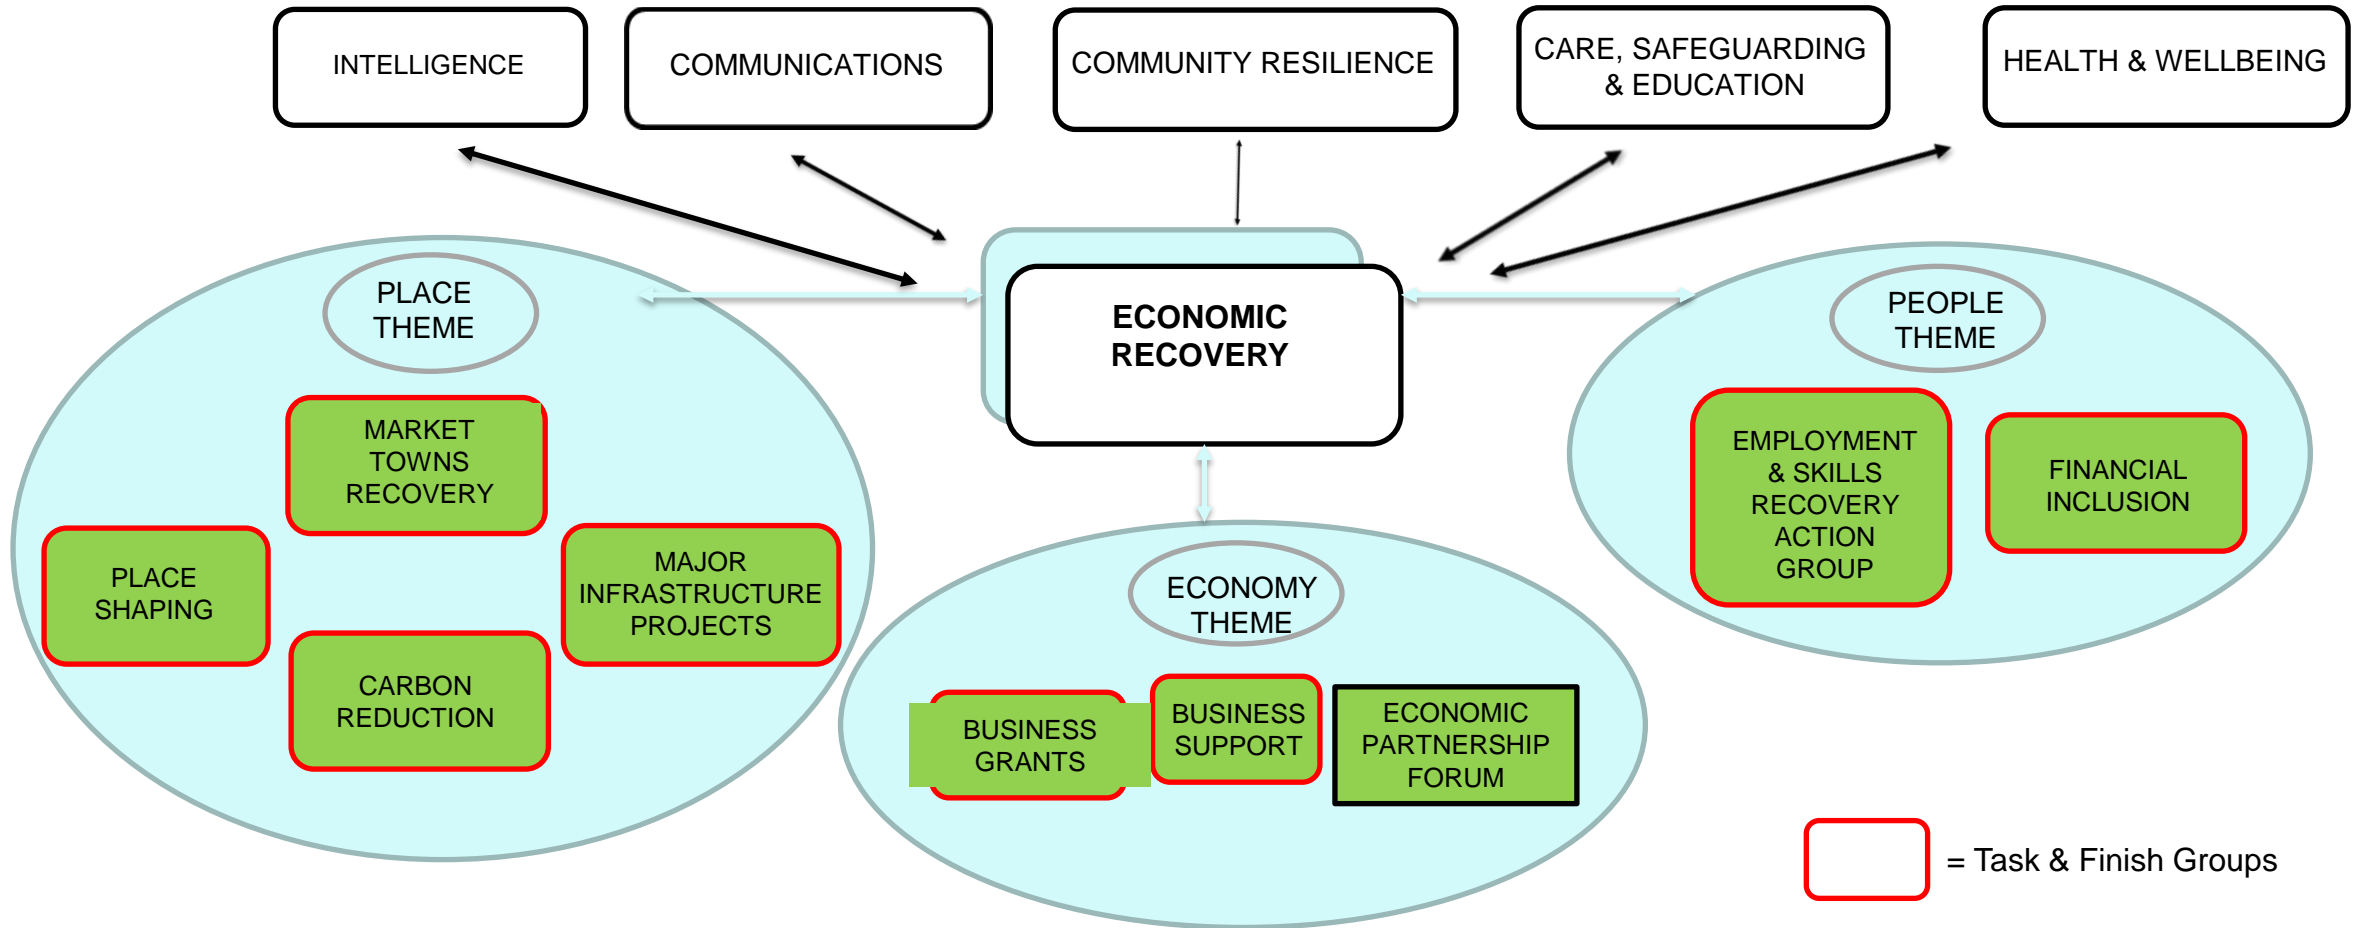 INTELLIGENCE
COMMUNICATIONS
COMMUNITY RESILIENCE
CARE, SAFEGUARDING
& EDUCATION
HEALTH & WELLBEING
ECONOMIC
RECOVERY
PLACE
THEME
MARKET
TOWNS
RECOVERY
PLACE
SHAPING
MAJOR
INFRASTRUCTURE
PROJECTS
CARBON
REDUCTION
ECONOMY
THEME
BUSINESS
GRANTS
BUSINESS
SUPPORT
ECONOMIC
PARTNERSHIP
FORUM
PEOPLE
THEME
EMPLOYMENT
& SKILLS
RECOVERY
ACTION
GROUP
FINANCIAL
INCLUSION
= Task & Finish Groups